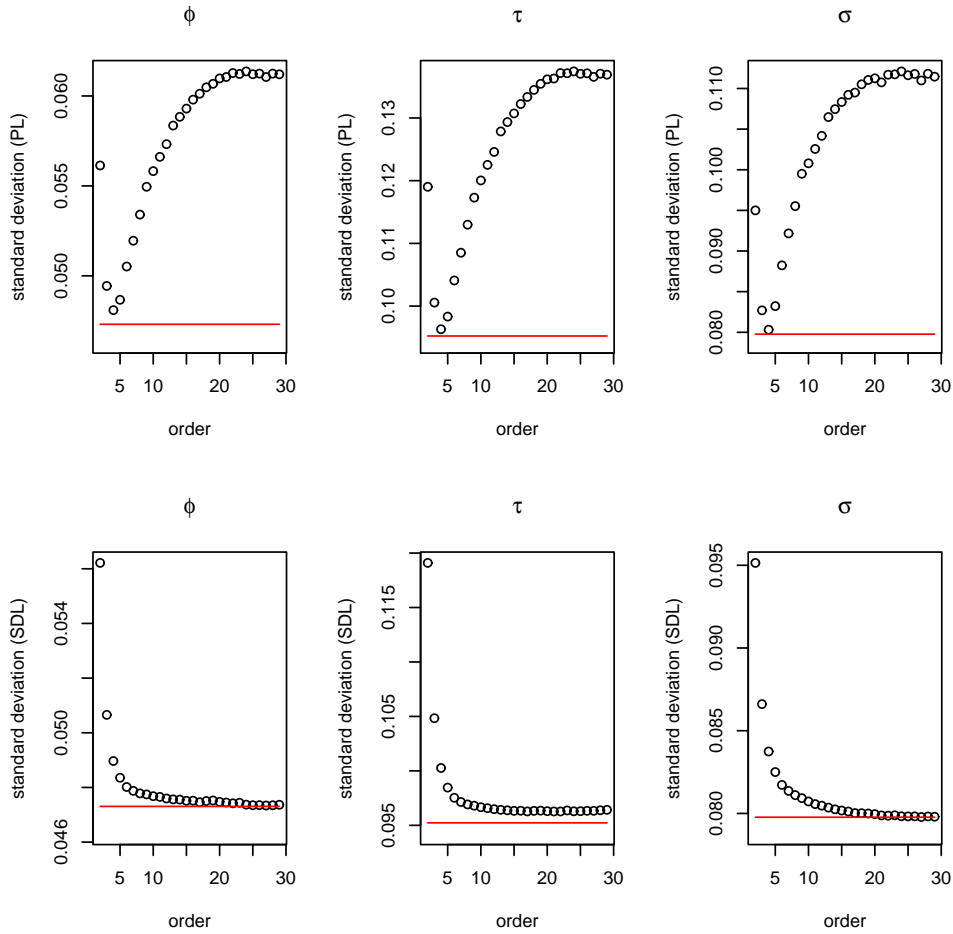 ϕ
standard deviation (PL)
0.050 0.055 0.060
5 10 20 30
order
τ
standard deviation (PL)
0.10 0.12 0.13
5 10 20 30
order
σ
standard deviation (PL)
0.080 0.090 0.100 0.110
5 10 20 30
order
ϕ
standard deviation (SDL)
0.046 0.050 0.054
5 10 20 30
order
τ
standard deviation (SDL)
0.095 0.105 0.115
5 10 20 30
order
σ
standard deviation (SDL)
0.080 0.085 0.090 0.095
5 10 20 30
order